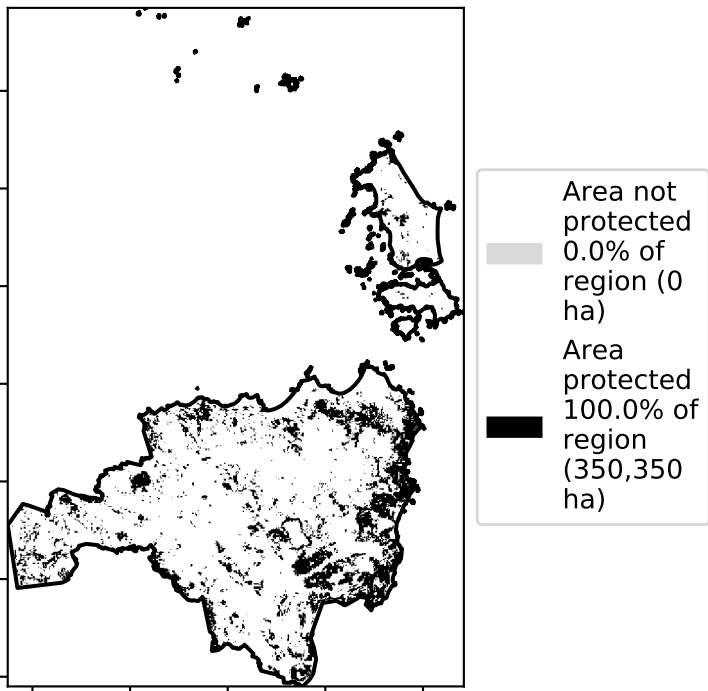 Area not
protected
0.0% of
region (0
ha)
Area
protected
100.0% of
region
(350,350
ha)